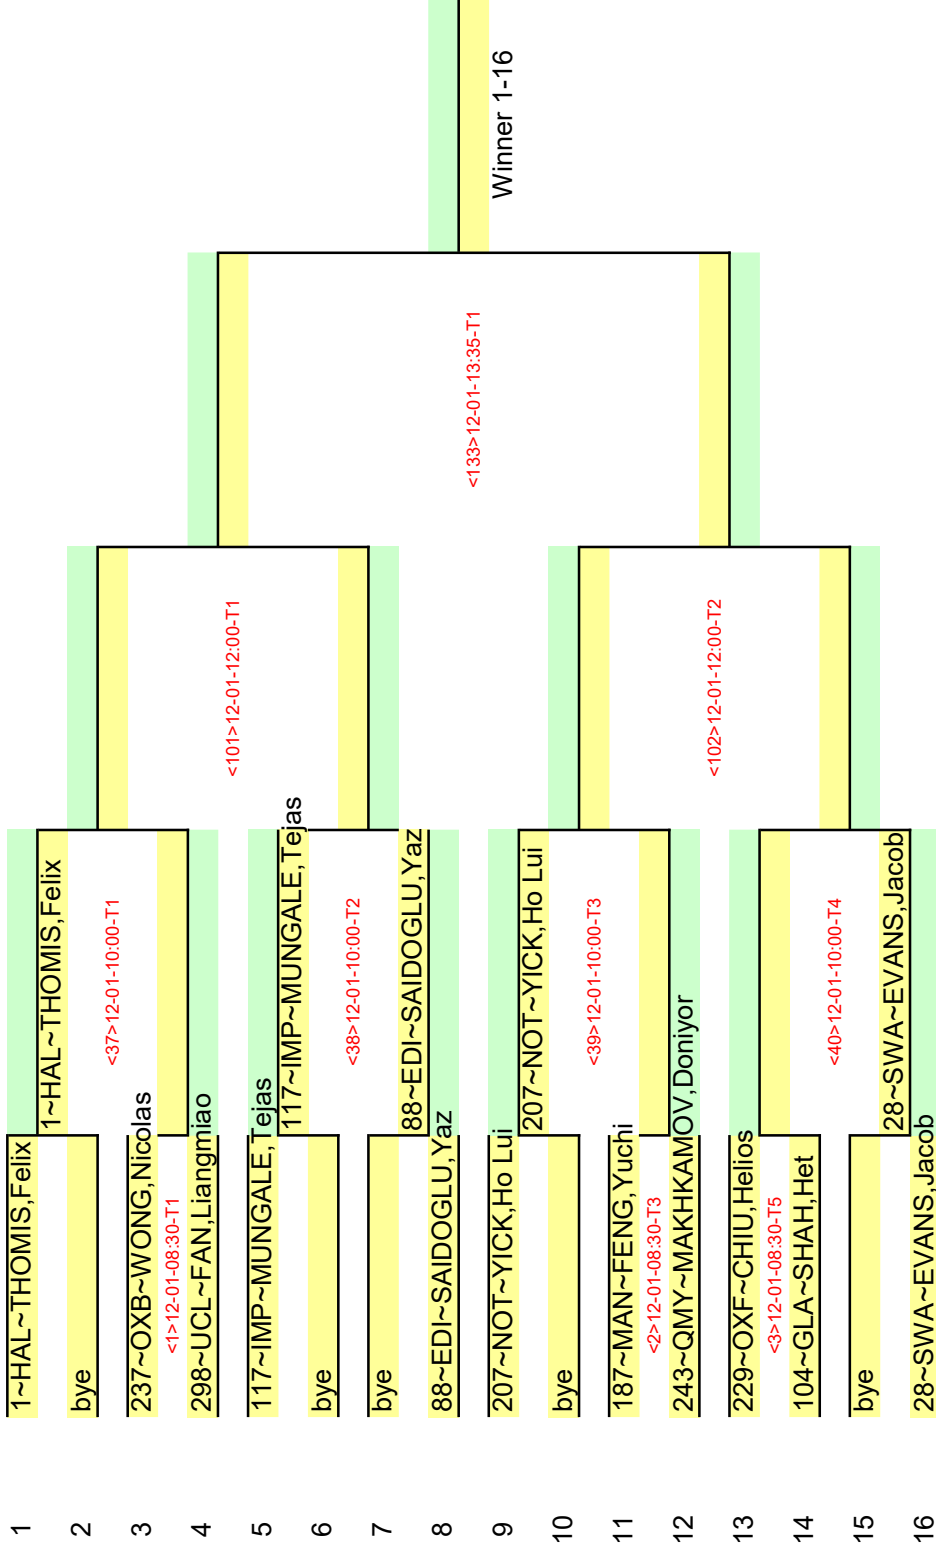 1 1~HAL~THOMIS,Felix
2 bye
3 237~OXB~WONG,Nicolas
<1>12-01-08:30-T1
4 298~UCL~FAN,Liangmiao
5 117~IMP~MUNGALE,Tejas
6 bye
7 bye
8 88~EDI~SAIDOGLU,Yaz
9 207~NOT~YICK,Ho Lui
10 bye
11 187~MAN~FENG,Yuchi
<2>12-01-08:30-T3
12 243~QMY~MAKHKAMOV,Doniyor
13 229~OXF~CHIU,Helios
<3>12-01-08:30-T5
14 104~GLA~SHAH,Het
15 bye
16 28~SWA~EVANS,Jacob
1~HAL~THOMIS,Felix
<37>12-01-10:00-T1
117~IMP~MUNGALE,Tejas
<38>12-01-10:00-T2
88~EDI~SAIDOGLU,Yaz
207~NOT~YICK,Ho Lui
<39>12-01-10:00-T3
<40>12-01-10:00-T4
28~SWA~EVANS,Jacob
<101>12-01-12:00-T1
<102>12-01-12:00-T2
<133>12-01-13:35-T1
Winner 1-16